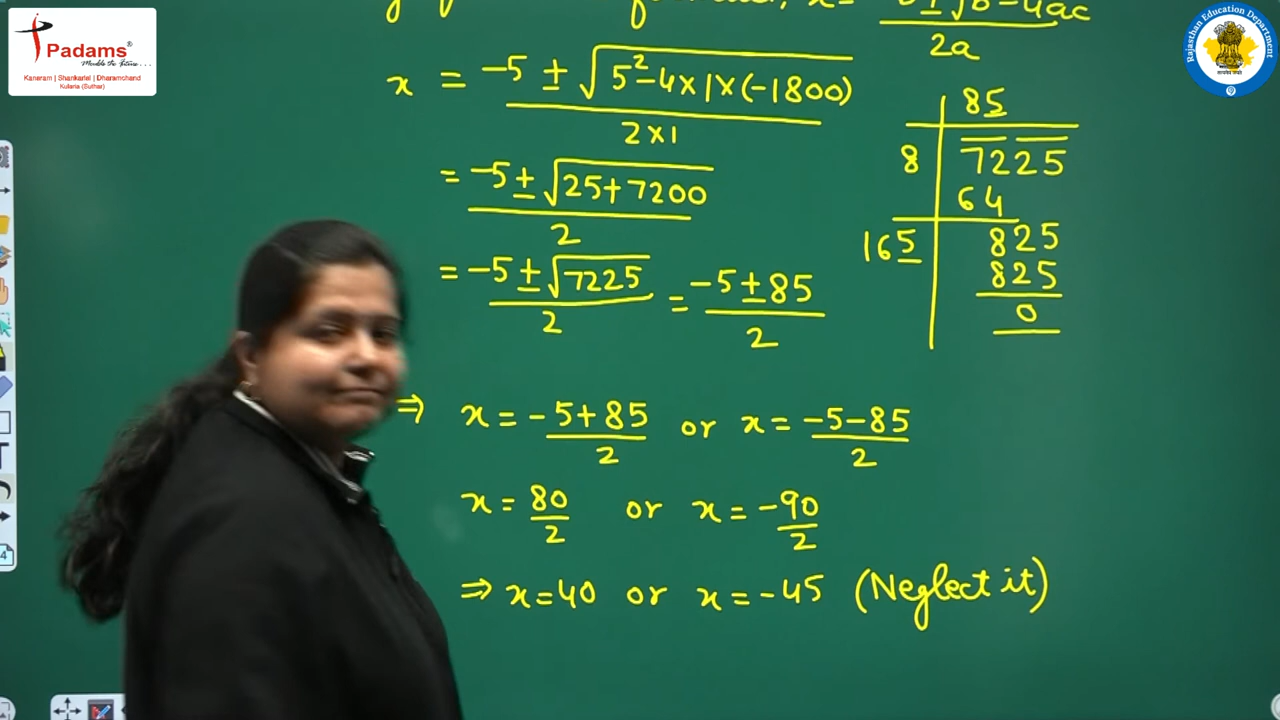 Padams®
Kanaram | Shankarlal | Dharamchand
Kularia (Suthar)
Rajasthan Education Department
2a
x = -5 ± √5²-4×1×(-1800)
2×1
= -5 ± √25+7200
2
= -5 ± √7225 = -5 ± 85
2 2
85
8 7225
64
165 825
825
0
⇒ x = -5+85 or x = -5-85
2 2
x = 80 or x = -90
2 2
⇒ x=40 or x=-45 (Neglect it)